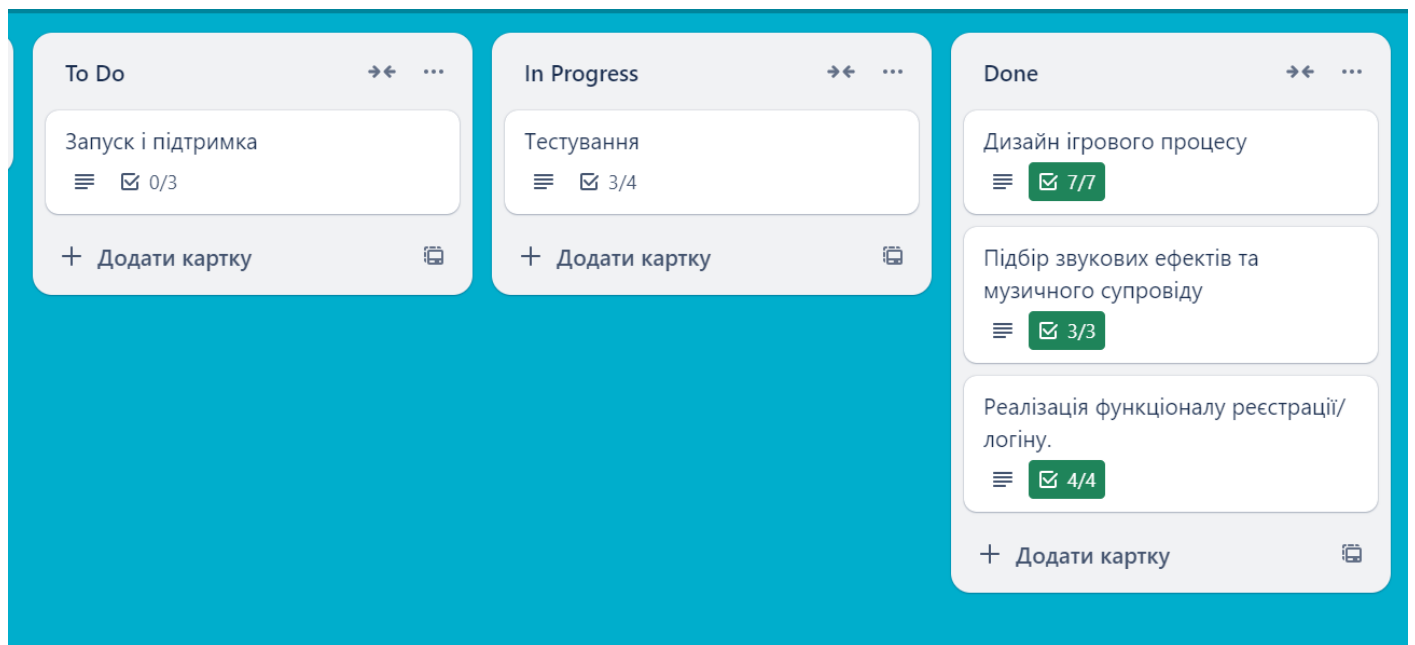 To Do
Запуск і підтримка
0/3
Додати картку
In Progress
Тестування
3/4
Додати картку
Done
Дизайн ігрового процесу
7/7
Підбір звукових ефектів та
музичного супровіду
3/3
Реалізація функціоналу реєстрації/
логіну.
4/4
Додати картку